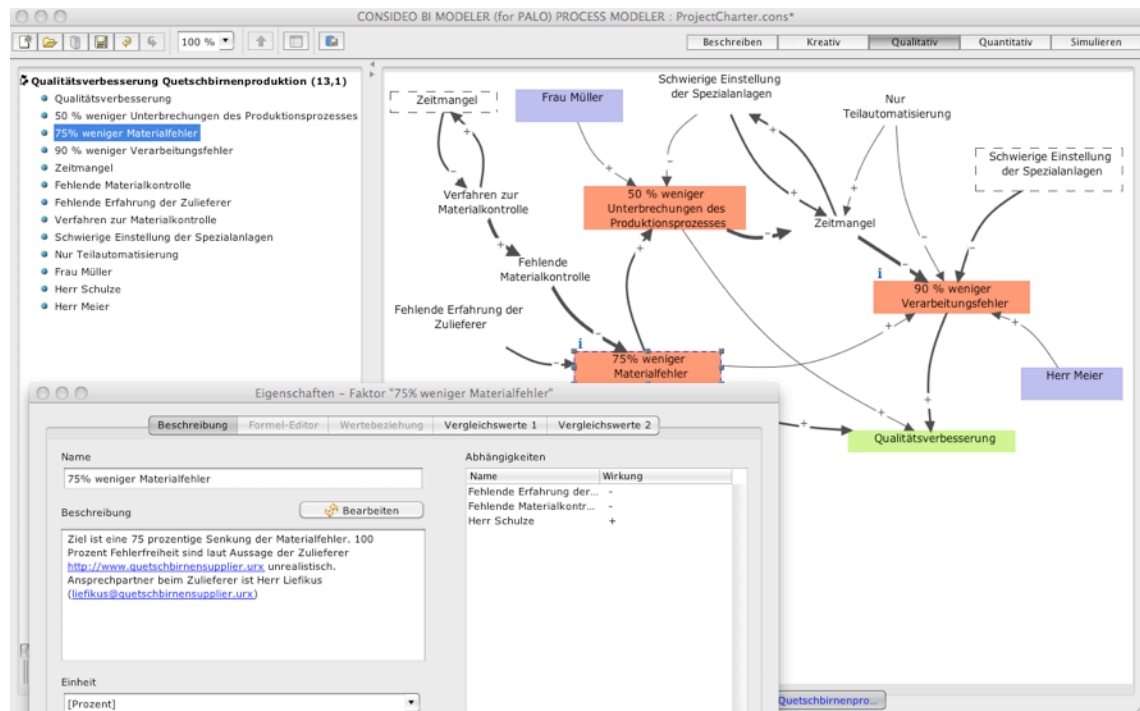 CONSIDEO BI MODELER (for PALO) PROCESS MODELER : ProjectCharter.cons*
100 %
Beschreiben Kreativ Qualitativ Quantitativ Simulieren
Qualitätsverbesserung Quetschbirnenproduktion (13,1)
Qualitätsverbesserung
50 % weniger Unterbrechungen des Produktionsprozesses
75% weniger Materialfehler
90 % weniger Verarbeitungsfehler
Zeitmangel
Fehlende Materialkontrolle
Fehlende Erfahrung der Zulieferer
Verfahren zur Materialkontrolle
Schwierige Einstellung der Spezialanlagen
Nur Teilautomatisierung
Frau Müller
Herr Schulze
Herr Meier
Zeitmangel
Frau Müller
Schwierige Einstellung
der Spezialanlagen
Nur
Teilautomatisierung
Schwierige Einstellung
der Spezialanlagen
Verfahren zur
Materialkontrolle
50 % weniger
Unterbrechungen des
Produktionsprozesses
Zeitmangel
Fehlende
Materialkontrolle
90 % weniger
Verarbeitungsfehler
Fehlende Erfahrung der
Zulieferer
75% weniger
Materialfehler
Herr Meier
Qualitätsverbesserung
Eigenschaften - Faktor "75% weniger Materialfehler"
Beschreibung Formel-Editor Wertebeziehung Vergleichswerte 1 Vergleichswerte 2
Name
75% weniger Materialfehler
Beschreibung
Bearbeiten
Ziel ist eine 75 prozentige Senkung der Materialfehler. 100
Prozent Fehlerfreiheit sind laut Aussage der Zulieferer
http://www.quetschbirnensupplier.urx unrealistisch.
Ansprechpartner beim Zulieferer ist Herr Liefikus
(liefikus@quetschbirnensupplier.urx)
Einheit
[Prozent]
Abhängigkeiten
Name Wirkung
Fehlende Erfahrung der... -
Fehlende Materialkontr... -
Herr Schulze +
Quetschbirnenpro...